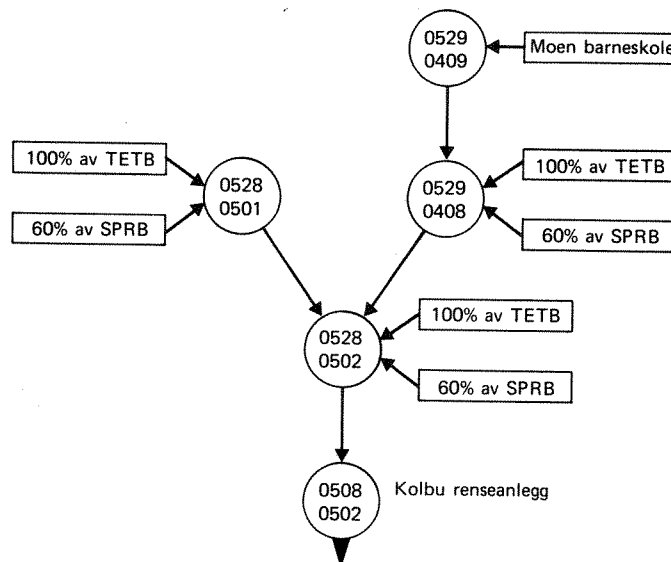 0529
0409
Moen barneskole
100% av TETB
60% av SPRB
0528
0501
0529
0408
100% av TETB
60% av SPRB
0528
0502
100% av TETB
60% av SPRB
0508
0502
Kolbu renseanlegg